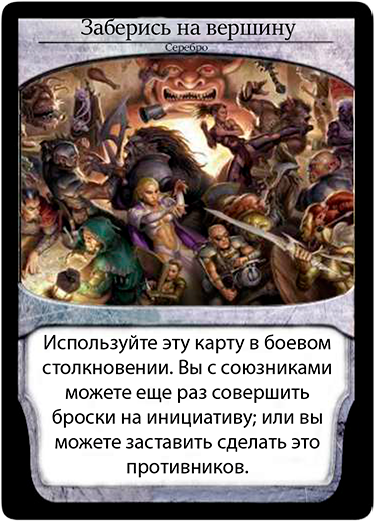 Заберись на вершину
Серебро
Используйте эту карту в боевом
столкновении. Вы с союзниками
можете еще раз совершить
броски на инициативу; или вы
можете заставить сделать это
противников.